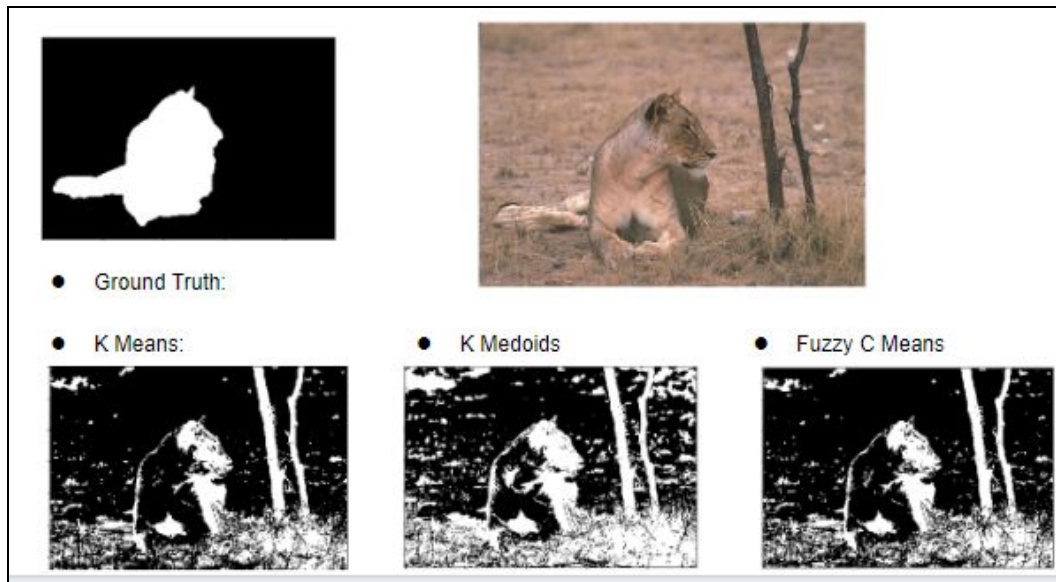 ● Ground Truth:
● K Means:
● K Medoids
● Fuzzy C Means